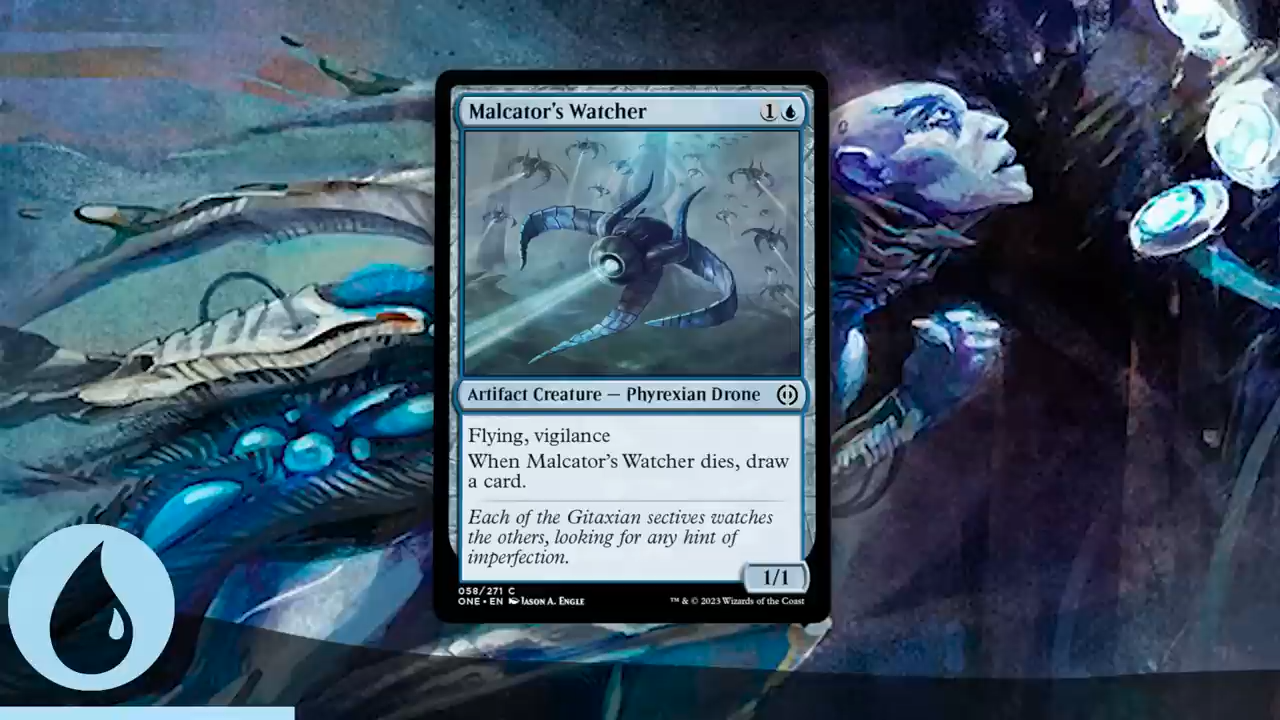 Malcator's Watcher 1
Artifact Creature — Phyrexian Drone
Flying, vigilance
When Malcator's Watcher dies, draw
a card.
Each of the Gitaxian sectives watches
the others, looking for any hint of
imperfection.
1/1
058/271 C
ONE • EN Jason A. Engle ™ & © 2023 Wizards of the Coast